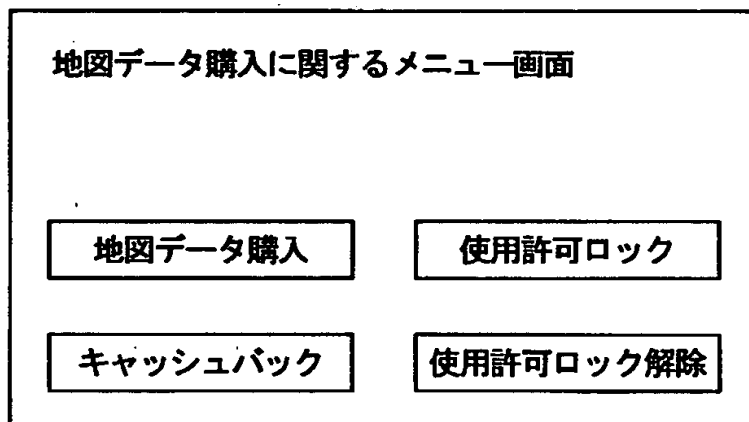 地図データ購入に関するメニュー画面
地図データ購入
使用許可ロック
キャッシュバック
使用許可ロック解除